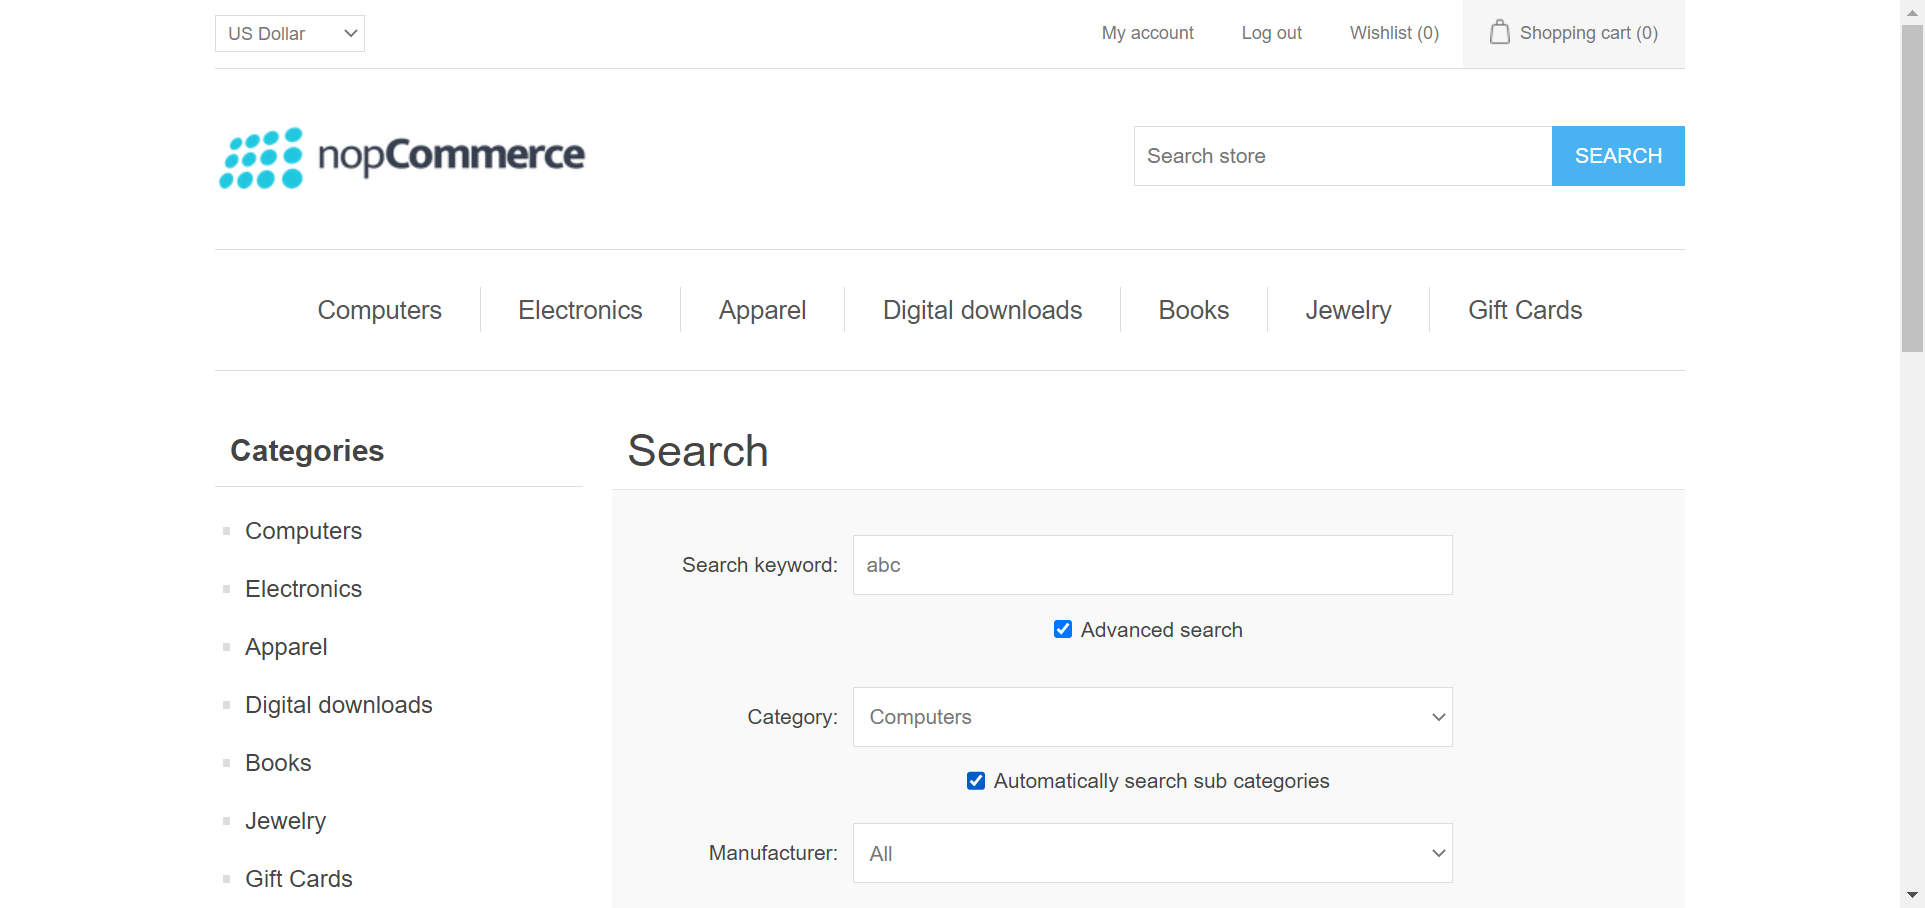 US Dollar
My account
Log out
Wishlist (0)
Shopping cart (0)
nopCommerce
Search store
SEARCH
Computers
Electronics
Apparel
Digital downloads
Books
Jewelry
Gift Cards
Categories
Computers
Electronics
Apparel
Digital downloads
Books
Jewelry
Gift Cards
Search
Search keyword:
abc
Advanced search
Category:
Computers
Automatically search sub categories
Manufacturer:
All